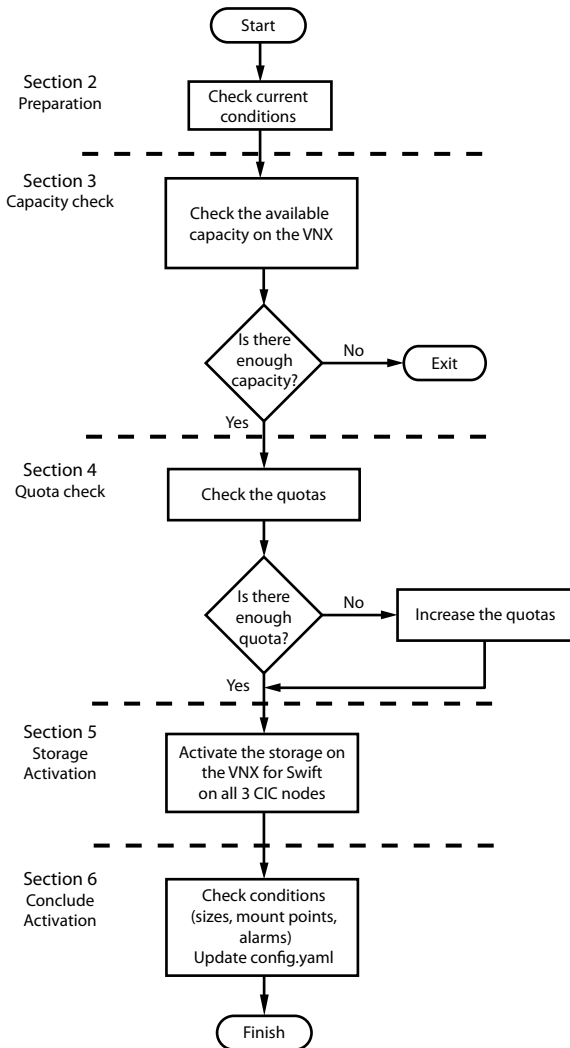 Start
Section 2
Preparation
Check current
conditions
Section 3
Capacity check
Check the available
capacity on the VNX
Is there
enough
capacity?
No
Exit
Yes
Section 4
Quota check
Check the quotas
Is there
enough
quota?
No
Increase the quotas
Yes
Section 5
Storage
Activation
Activate the storage on
the VNX for Swift
on all 3 CIC nodes
Section 6
Conclude
Activation
Check conditions
(sizes, mount points,
alarms)
Update config.yaml
Finish